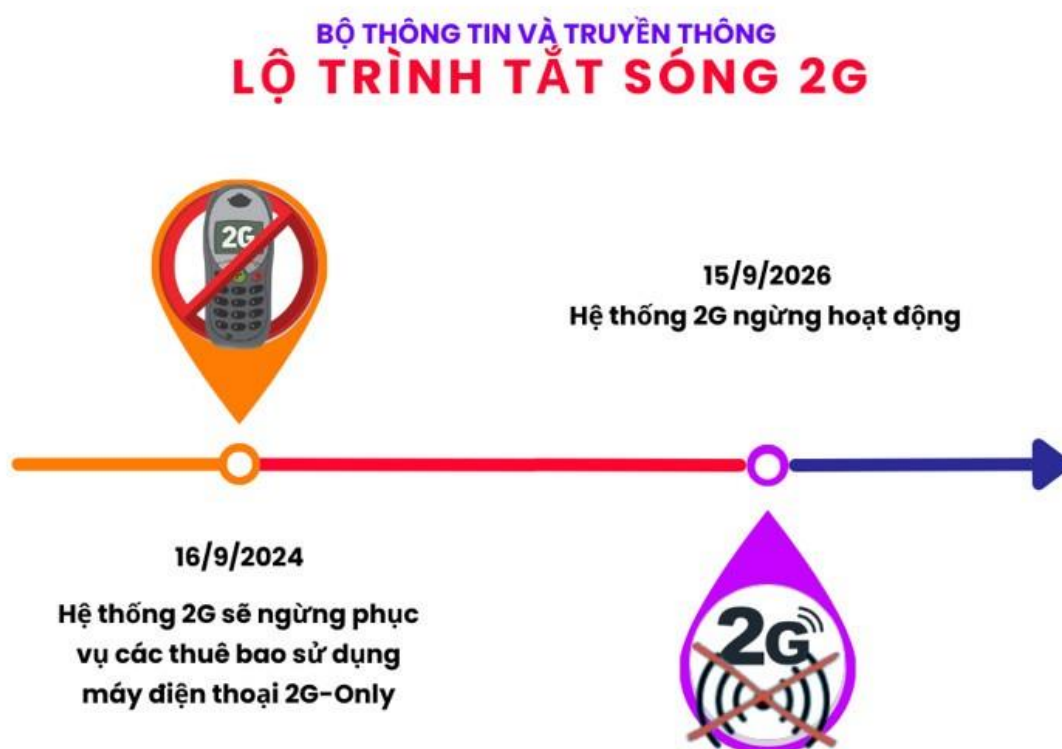 BỘ THÔNG TIN VÀ TRUYỀN THÔNG
LỘ TRÌNH TẮT SÓNG 2G
2G
15/9/2026
Hệ thống 2G ngừng hoạt động
16/9/2024
Hệ thống 2G sẽ ngừng phục
vụ các thuê bao sử dụng
máy điện thoại 2G-Only
2G